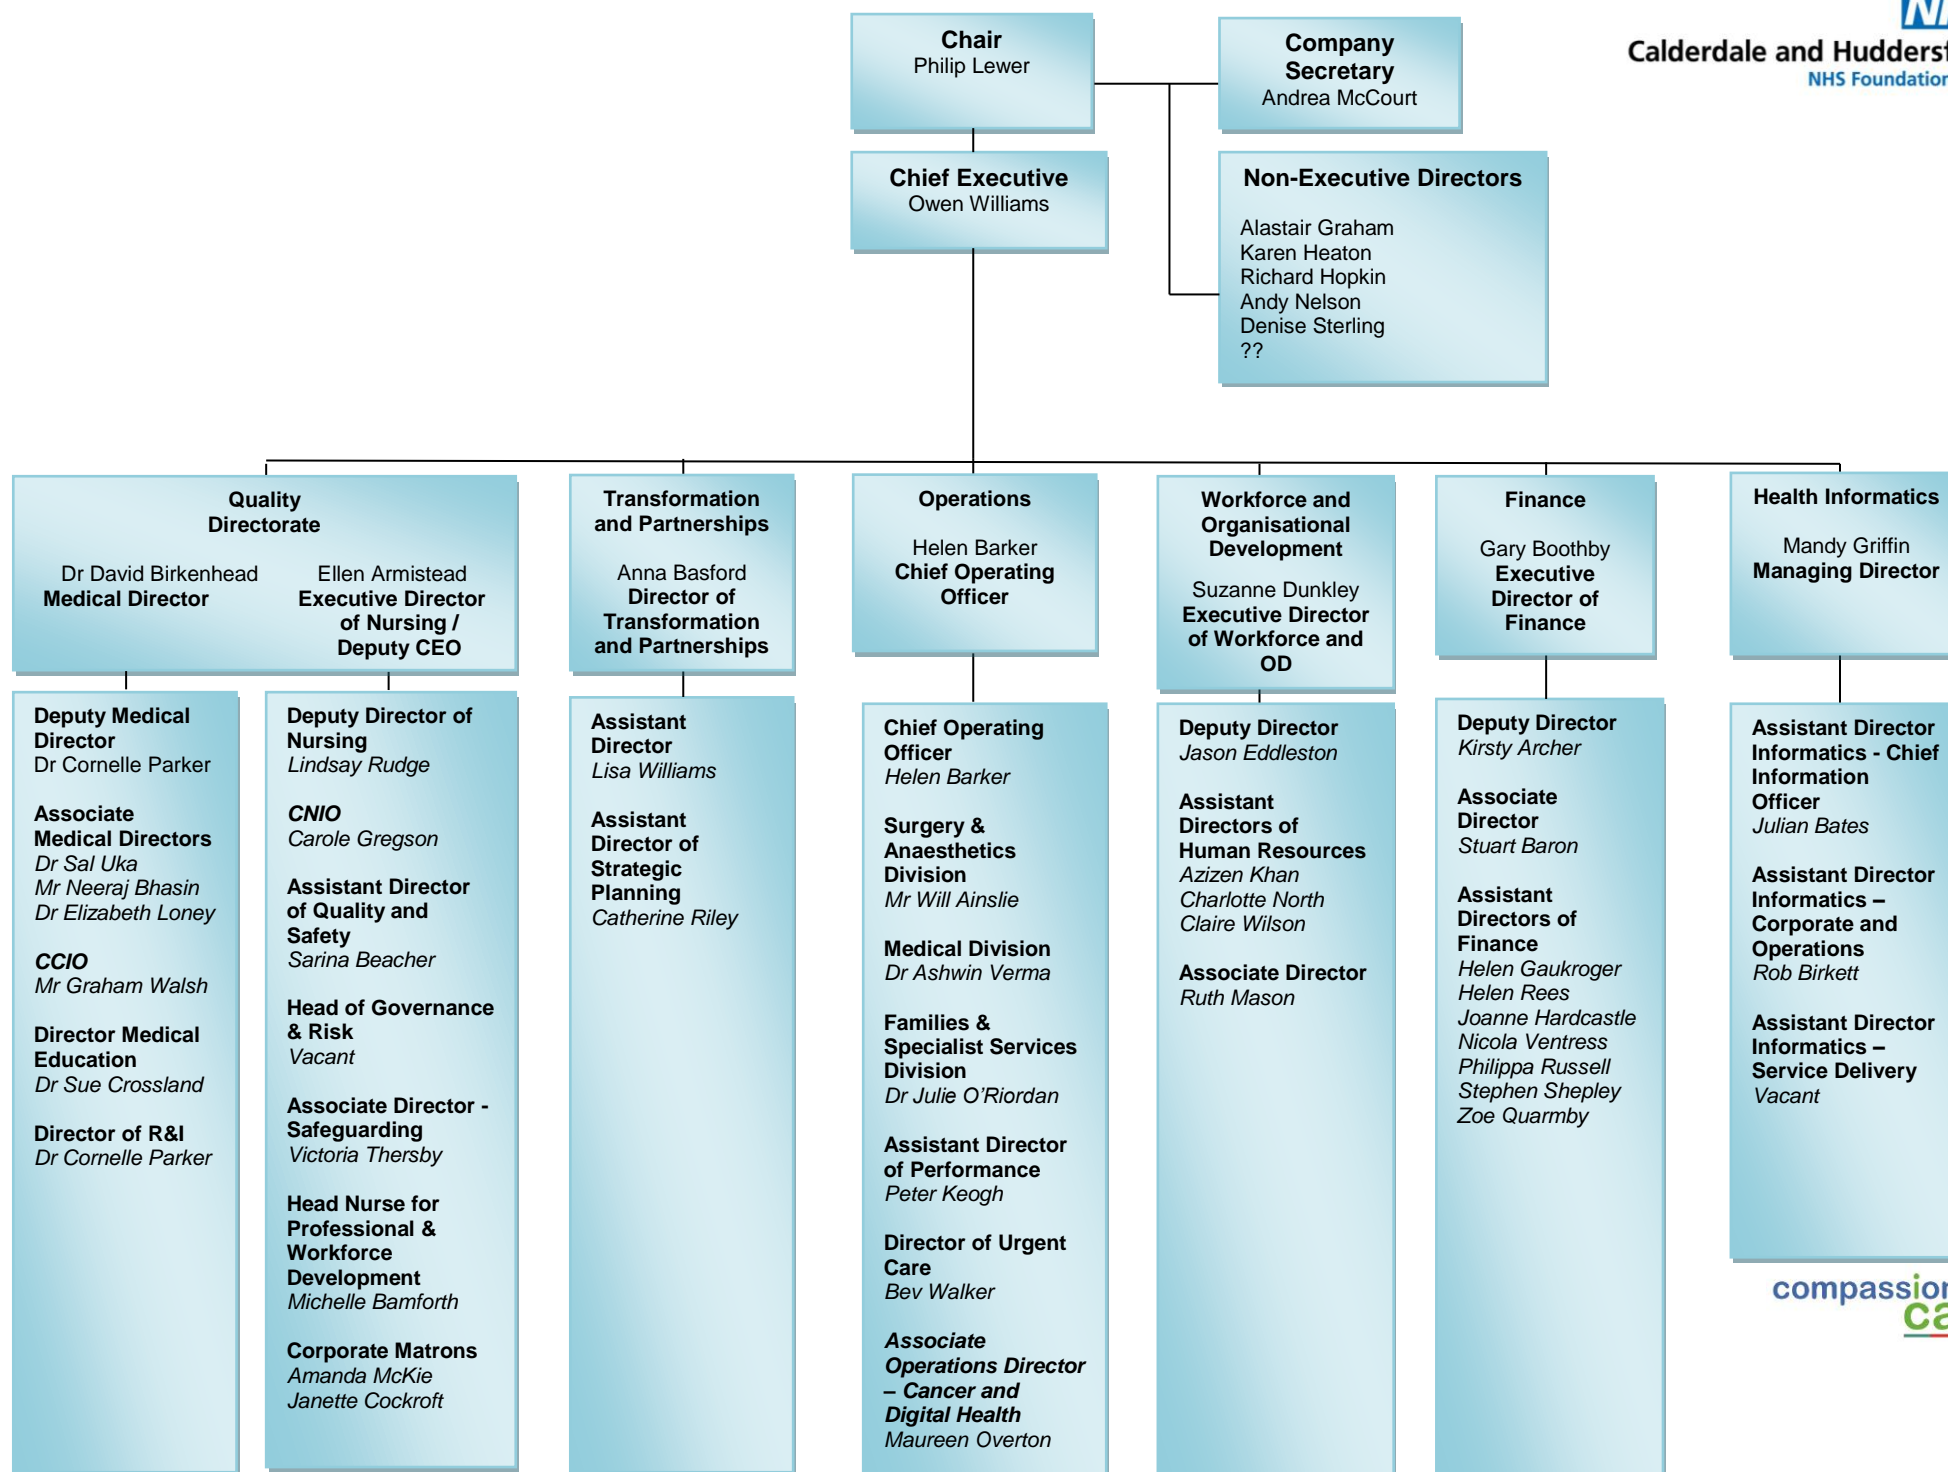 Chair
Philip Lewer
Company
Secretary
Andrea McCourt
Calderdale and Huddersf
NHS Foundation
Chief Executive
Owen Williams
Non-Executive Directors
Alastair Graham
Karen Heaton
Richard Hopkin
Andy Nelson
Denise Sterling
??
Quality
Directorate
Dr David Birkenhead
Medical Director
Ellen Armistead
Executive Director
of Nursing /
Deputy CEO
Transformation
and Partnerships
Anna Basford
Director of
Transformation
and Partnerships
Operations
Helen Barker
Chief Operating
Officer
Workforce and
Organisational
Development
Suzanne Dunkley
Executive Director
of Workforce and
OD
Finance
Gary Boothby
Executive
Director of
Finance
Health Informatics
Mandy Griffin
Managing Director
Deputy Medical
Director
Dr Cornelle Parker
Associate
Medical Directors
Dr Sal Uka
Mr Neeraj Bhasin
Dr Elizabeth Loney
CCIO
Mr Graham Walsh
Director Medical
Education
Dr Sue Crossland
Director of R&I
Dr Cornelle Parker
Deputy Director of
Nursing
Lindsay Rudge
CNIO
Carole Gregson
Assistant Director
of Quality and
Safety
Sarina Beacher
Head of Governance
& Risk
Vacant
Associate Director -
Safeguarding
Victoria Thersby
Head Nurse for
Professional &
Workforce
Development
Michelle Bamforth
Corporate Matrons
Amanda McKie
Janette Cockroft
Assistant
Director
Lisa Williams
Assistant
Director of
Strategic
Planning
Catherine Riley
Chief Operating
Officer
Helen Barker
Surgery &
Anaesthetics
Division
Mr Will Ainslie
Medical Division
Dr Ashwin Verma
Families &
Specialist Services
Division
Dr Julie O’Riordan
Assistant Director
of Performance
Peter Keogh
Director of Urgent
Care
Bev Walker
Associate
Operations Director
– Cancer and
Digital Health
Maureen Overton
Deputy Director
Jason Eddleston
Assistant
Directors of
Human Resources
Azizen Khan
Charlotte North
Claire Wilson
Associate Director
Ruth Mason
Deputy Director
Kirsty Archer
Associate
Director
Stuart Baron
Assistant
Directors of
Finance
Helen Gaukroger
Helen Rees
Joanne Hardcastle
Nicola Ventress
Philippa Russell
Stephen Shepley
Zoe Quarmby
Assistant Director
Informatics - Chief
Information
Officer
Julian Bates
Assistant Director
Informatics –
Corporate and
Operations
Rob Birkett
Assistant Director
Informatics –
Service Delivery
Vacant
compassion
ca